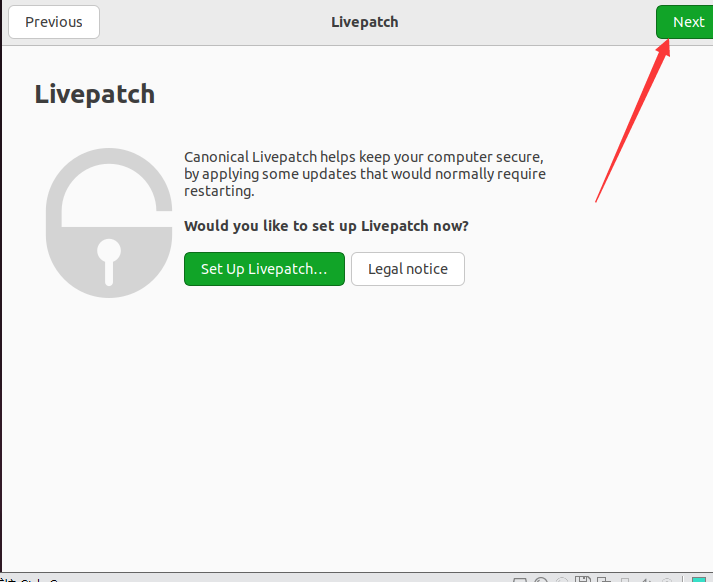 Previous
Livepatch
Next
Livepatch
Canonical Livepatch helps keep your computer secure,
by applying some updates that would normally require
restarting.
Would you like to set up Livepatch now?
Set Up Livepatch...
Legal notice